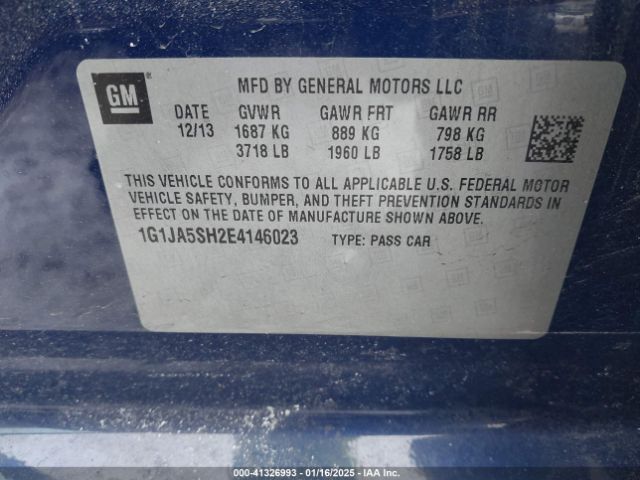 GM ®
MFD BY GENERAL MOTORS LLC
DATE GVWR GAWR FRT GAWR RR
12/13 1687 KG 889 KG 798 KG
3718 LB 1960 LB 1758 LB
THIS VEHICLE CONFORMS TO ALL APPLICABLE U.S. FEDERAL MOTOR
VEHICLE SAFETY, BUMPER, AND THEFT PREVENTION STANDARDS IN
EFFECT ON THE DATE OF MANUFACTURE SHOWN ABOVE.
1G1JA5SH2E4146023 TYPE: PASS CAR
000-41326993 - 01/16/2025 - IAA Inc.